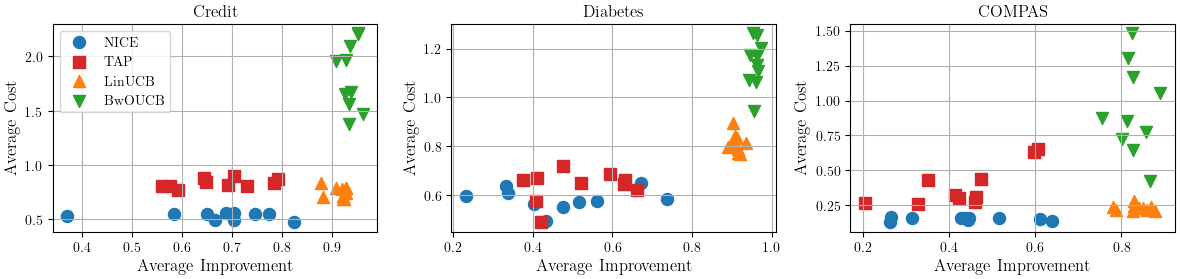 Credit
Average Cost
2.0
1.5
1.0
0.5
NICE
TAP
LinUCB
BwOUCB
0.4 0.5 0.6 0.7 0.8 0.9
Average Improvement
Diabetes
Average Cost
1.2
1.0
0.8
0.6
0.2 0.4 0.6 0.8 1.0
Average Improvement
COMPAS
Average Cost
1.50
1.25
1.00
0.75
0.50
0.25
0.2 0.4 0.6 0.8
Average Improvement